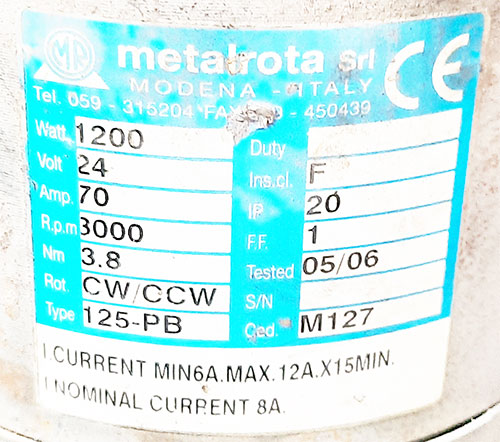 MR
metalrota Srl
MODENA - ITALY
Tel. 059 - 315204 FAX - 450439
Watt. 1200
Volt 24
Amp. 70
R.p.m 3000
Nm 3.8
Rot. CW/CCW
Type 125-PB
CE
Duty
Ins.cl. F
IP 20
F.F. 1
Tested 05/06
S/N
Cod. M127
I.CURRENT MIN6A.MAX.12A.X15MIN.
I.NOMINAL CURRENT 8A.